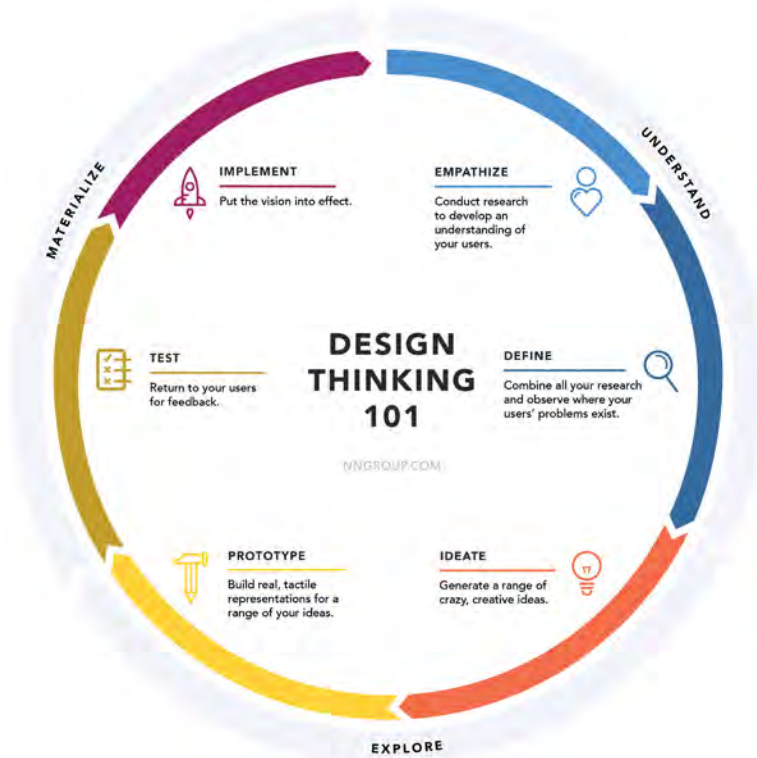 UNDERSTAND
EMPATHIZE
Conduct research
to develop an
understanding of
your users.
DEFINE
Combine all your research
and observe where your
users' problems exist.
EXPLORE
IDEATE
Generate a range of
crazy, creative ideas.
PROTOTYPE
Build real, tactile
representations for a
range of your ideas.
MATERIALIZE
TEST
Return to your users
for feedback.
IMPLEMENT
Put the vision into effect.
DESIGN
THINKING
101
NNGROUP.COM